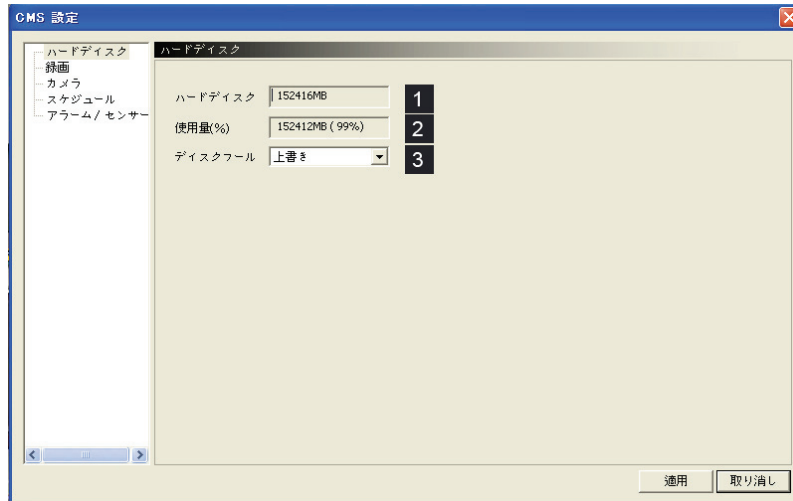 CMS 設定
ハードディスク
録画
カメラ
スケジュール
アラーム/センサー
ハードディスク
ハードディスク 152416MB 1
使用量(%) 152412MB (99%) 2
ディスクフール 上書き 3
適用 取り消し